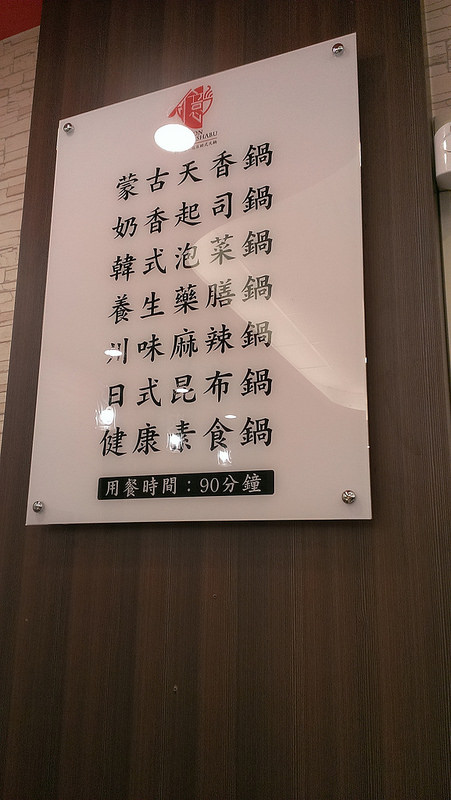 蒙古天香鍋
奶香起司鍋
韓式泡菜鍋
養生藥膳鍋
川味麻辣鍋
日式昆布鍋
健康素食鍋
用餐時間：90分鐘